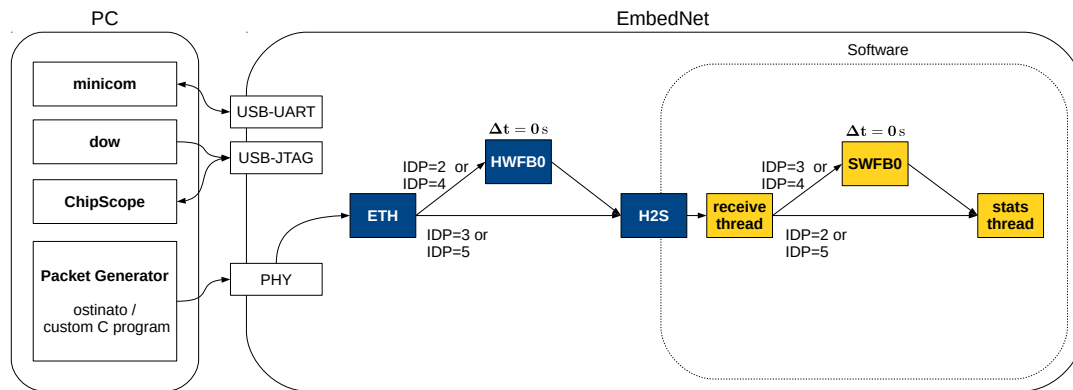 PC
EmbedNet
Software
minicom
dow
ChipScope
Packet Generator
ostinato /
custom C program
USB-UART
USB-JTAG
PHY
ETH
IDP=2 or
IDP=4
IDP=3 or
IDP=5
Δt = 0 s
HWFB0
H2S
receive
thread
IDP=3 or
IDP=4
IDP=2 or
IDP=5
Δt = 0 s
SWFB0
stats
thread